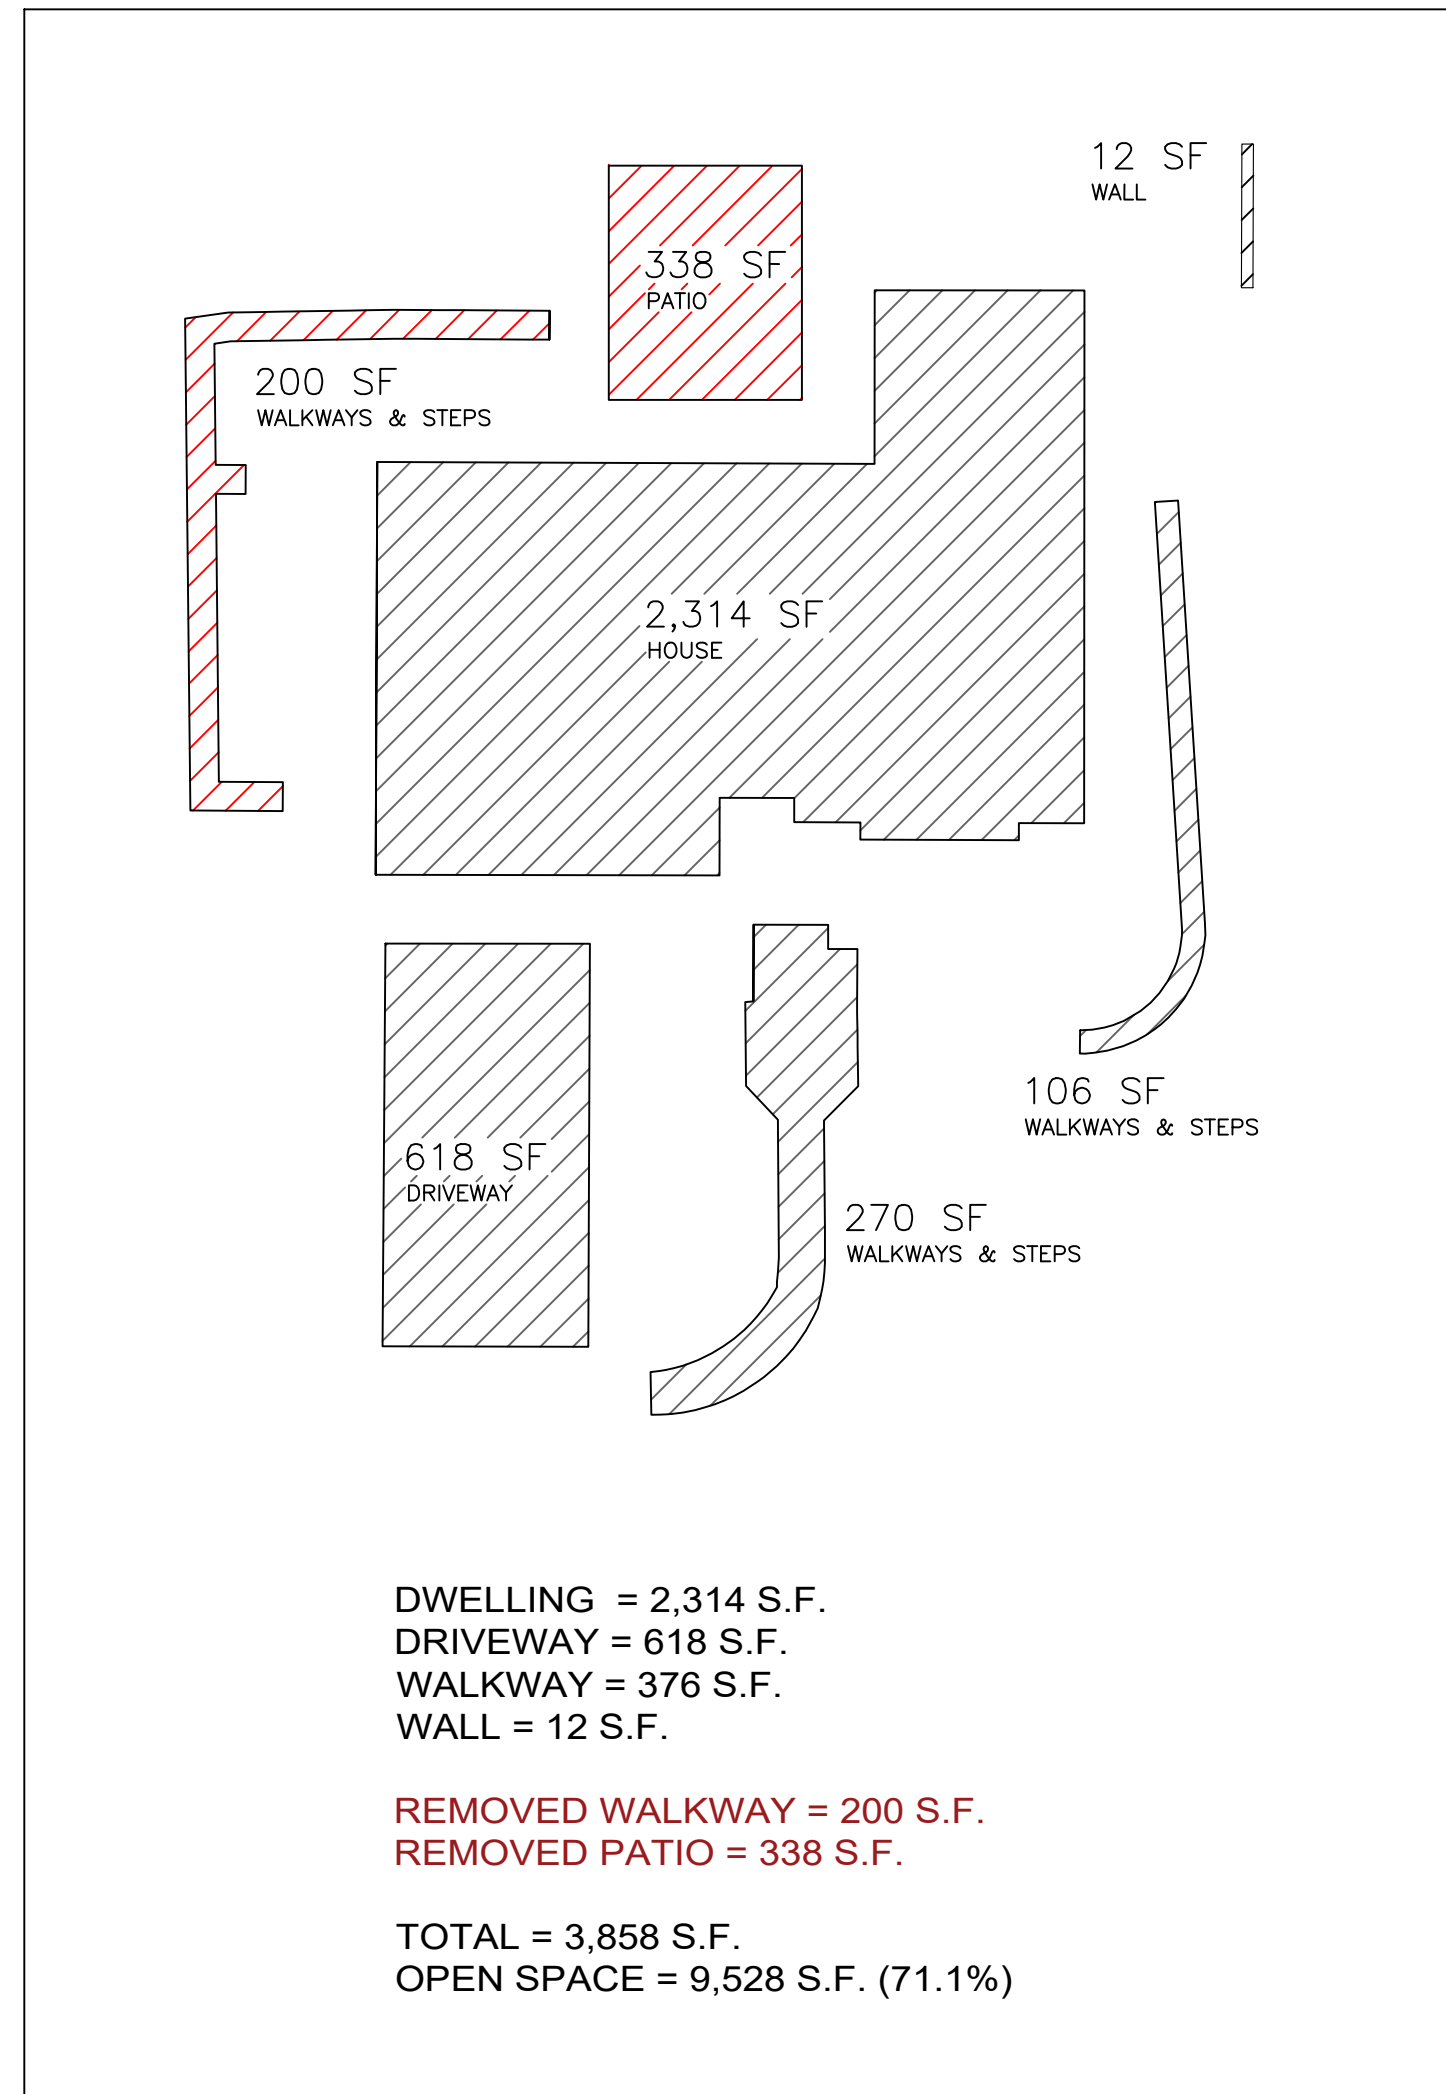 12 SF
WALL
338 SF
PATIO
200 SF
WALKWAYS & STEPS
2,314 SF
HOUSE
106 SF
WALKWAYS & STEPS
618 SF
DRIVEWAY
270 SF
WALKWAYS & STEPS
DWELLING = 2,314 S.F.
DRIVEWAY = 618 S.F.
WALKWAY = 376 S.F.
WALL = 12 S.F.
REMOVED WALKWAY = 200 S.F.
REMOVED PATIO = 338 S.F.
TOTAL = 3,858 S.F.
OPEN SPACE = 9,528 S.F. (71.1%)